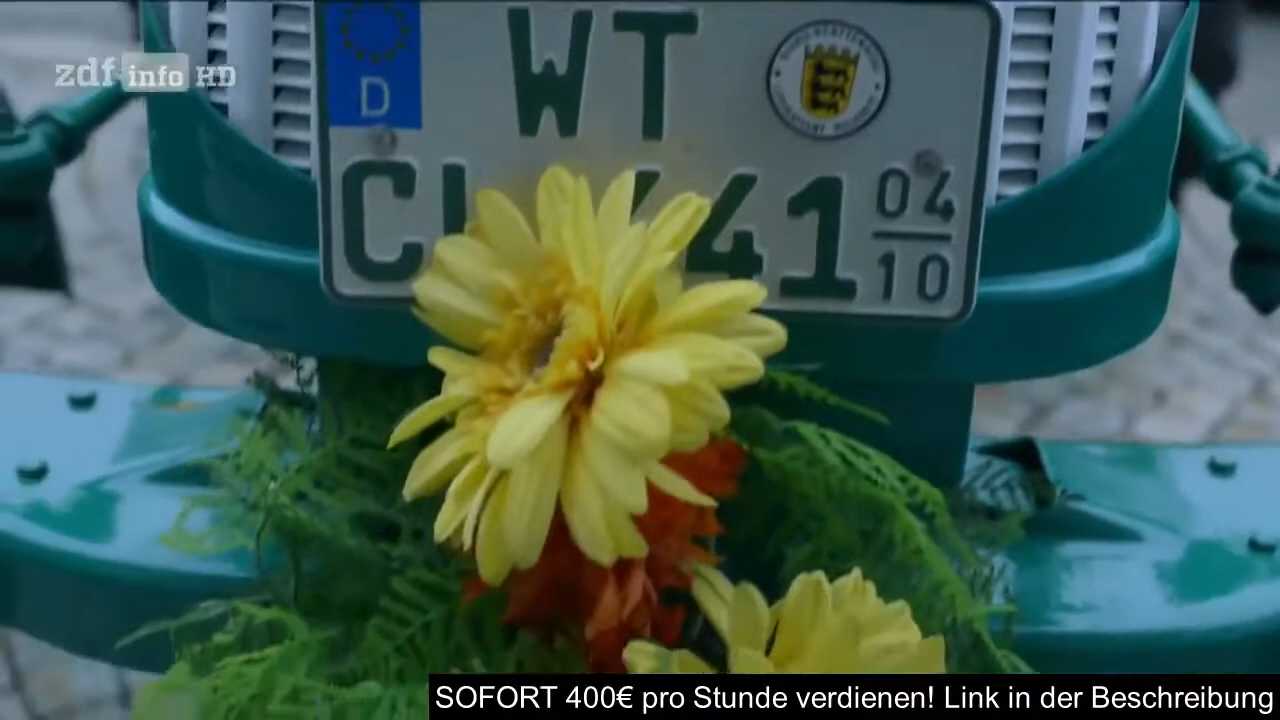 zdf info HD
D
WT
C 41 04
10
SOFORT 400€ pro Stunde verdienen! Link in der Beschreibung